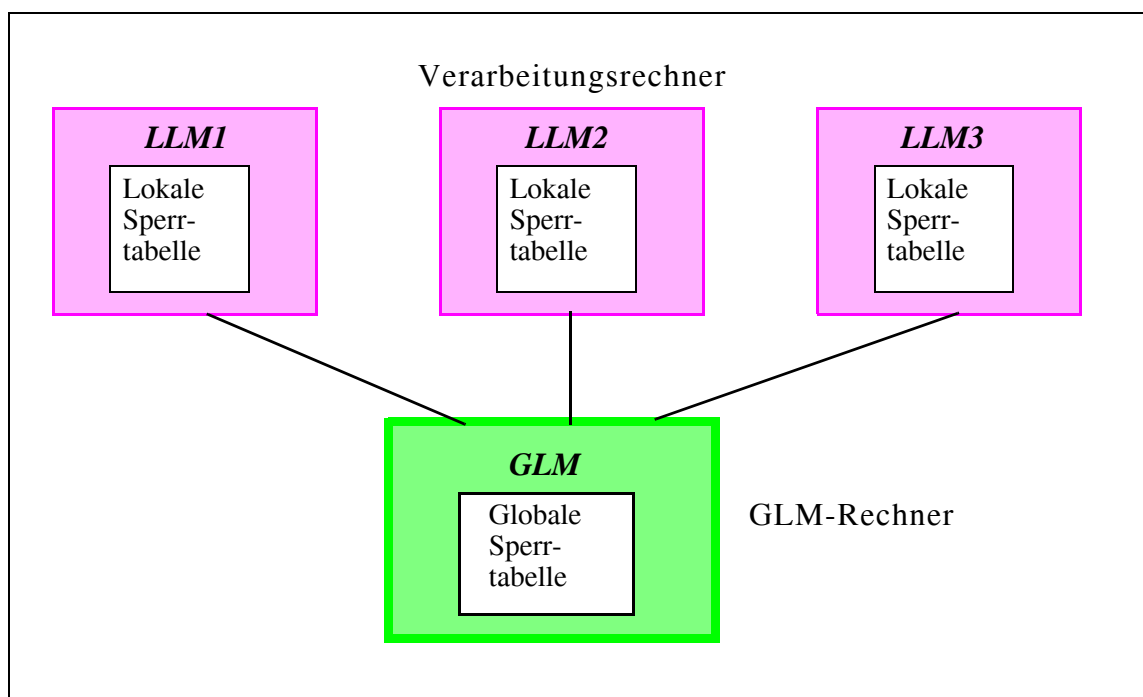 Verarbeitungsrechner
LLM1
Lokale
Sperr-
tabelle
LLM2
Lokale
Sperr-
tabelle
LLM3
Lokale
Sperr-
tabelle
GLM
Globale
Sperr-
tabelle
GLM-Rechner